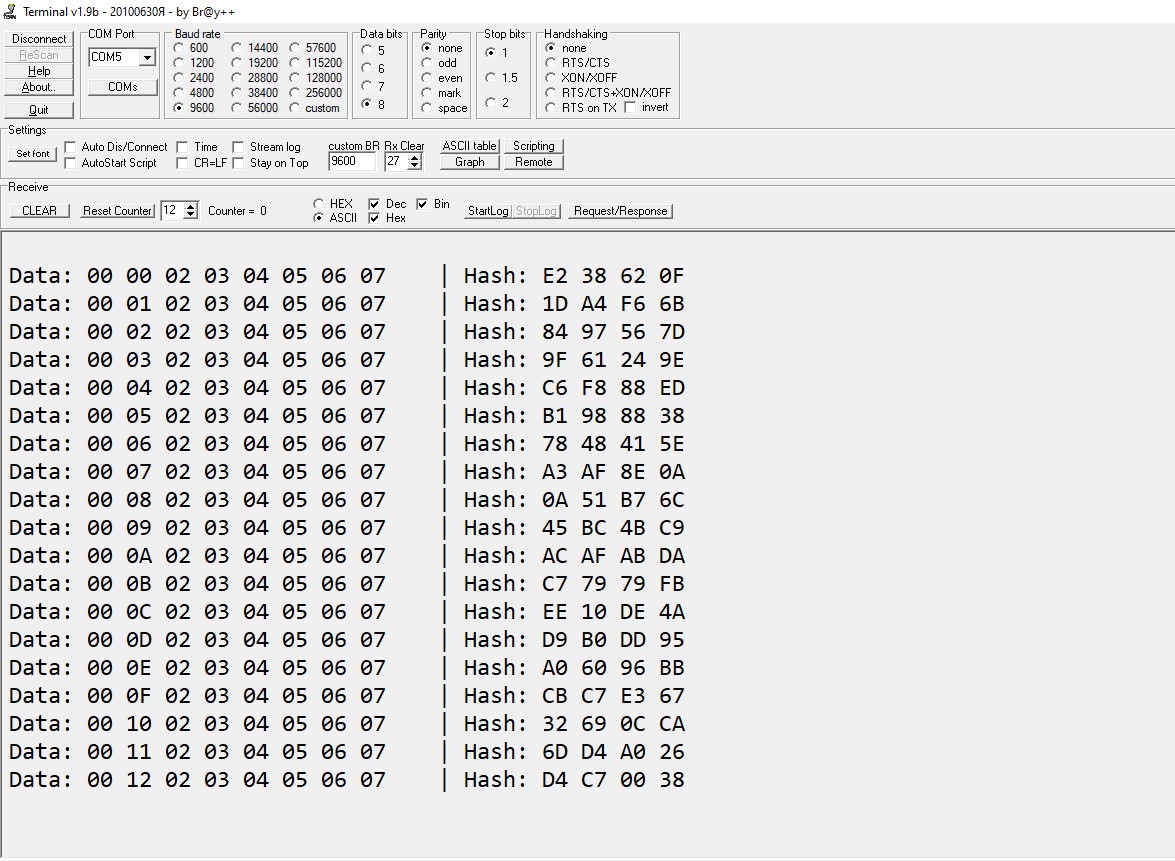 Terminal v1.9b - 20100630Я - by Br@y++
Disconnect
ReScan
Help
About..
Quit
COM Port
COM5
COMs
Baud rate
600 14400 57600
1200 19200 115200
2400 28800 128000
4800 38400 256000
9600 56000 custom
Data bits
5
6
7
8
Parity
none
odd
even
mark
space
Stop bits
1
1.5
2
Handshaking
none
RTS/CTS
XON/XOFF
RTS/CTS+XON/XOFF
RTS on TX invert
Settings
Set font
Auto Dis/Connect Time Stream log
AutoStart Script CR=LF Stay on Top
custom BR Rx Clear
9600 27
ASCII table Scripting
Graph Remote
Receive
CLEAR Reset Counter 12 Counter = 0
HEX Dec Bin
ASCII Hex
StartLog StopLog Request/Response
Data: 00 00 02 03 04 05 06 07 | Hash: E2 38 62 0F
Data: 00 01 02 03 04 05 06 07 | Hash: 1D A4 F6 6B
Data: 00 02 02 03 04 05 06 07 | Hash: 84 97 56 7D
Data: 00 03 02 03 04 05 06 07 | Hash: 9F 61 24 9E
Data: 00 04 02 03 04 05 06 07 | Hash: C6 F8 88 ED
Data: 00 05 02 03 04 05 06 07 | Hash: B1 98 88 38
Data: 00 06 02 03 04 05 06 07 | Hash: 78 48 41 5E
Data: 00 07 02 03 04 05 06 07 | Hash: A3 AF 8E 0A
Data: 00 08 02 03 04 05 06 07 | Hash: 0A 51 B7 6C
Data: 00 09 02 03 04 05 06 07 | Hash: 45 BC 4B C9
Data: 00 0A 02 03 04 05 06 07 | Hash: AC AF AB DA
Data: 00 0B 02 03 04 05 06 07 | Hash: C7 79 79 FB
Data: 00 0C 02 03 04 05 06 07 | Hash: EE 10 DE 4A
Data: 00 0D 02 03 04 05 06 07 | Hash: D9 B0 DD 95
Data: 00 0E 02 03 04 05 06 07 | Hash: A0 60 96 BB
Data: 00 0F 02 03 04 05 06 07 | Hash: CB C7 E3 67
Data: 00 10 02 03 04 05 06 07 | Hash: 32 69 0C CA
Data: 00 11 02 03 04 05 06 07 | Hash: 6D D4 A0 26
Data: 00 12 02 03 04 05 06 07 | Hash: D4 C7 00 38